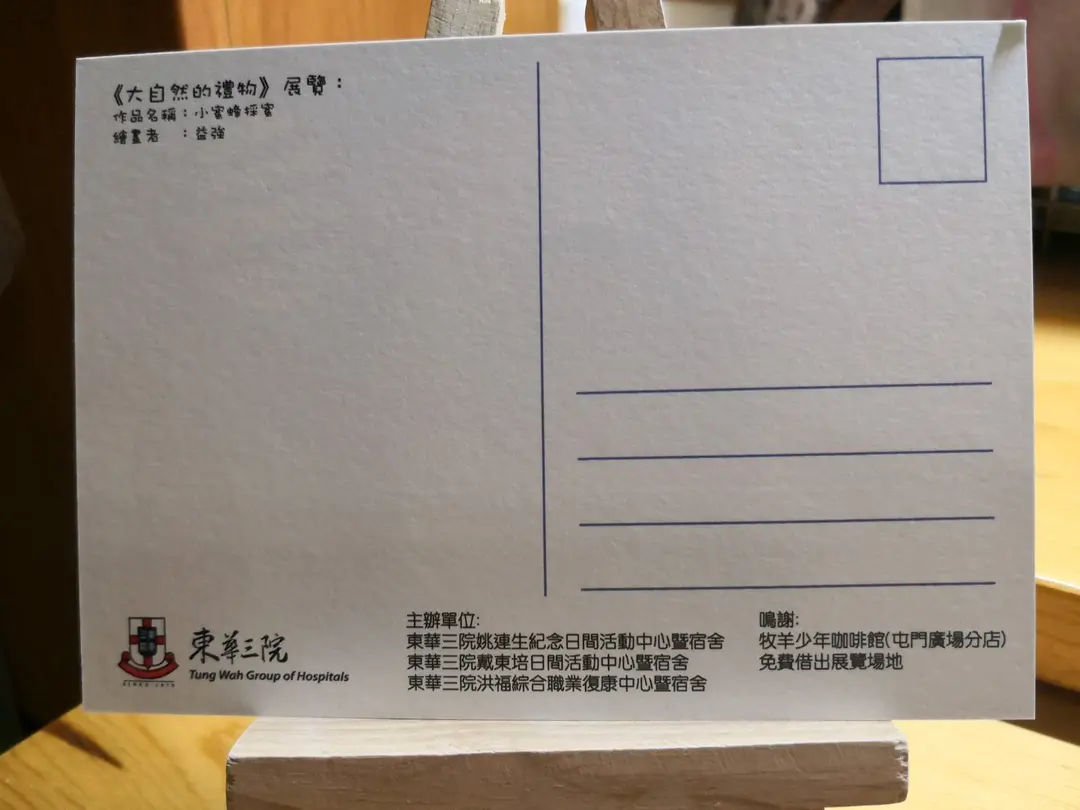 《大自然的禮物》展覽：
作品名稱：小蜜蜂採蜜
繪畫者　：益強
東華三院
Tung Wah Group of Hospitals
SINCE 1870
主辦單位:
東華三院姚連生紀念日間活動中心暨宿舍
東華三院戴東培日間活動中心暨宿舍
東華三院洪福綜合職業復康中心暨宿舍
鳴謝:
牧羊少年咖啡館(屯門廣場分店)
免費借出展覽場地